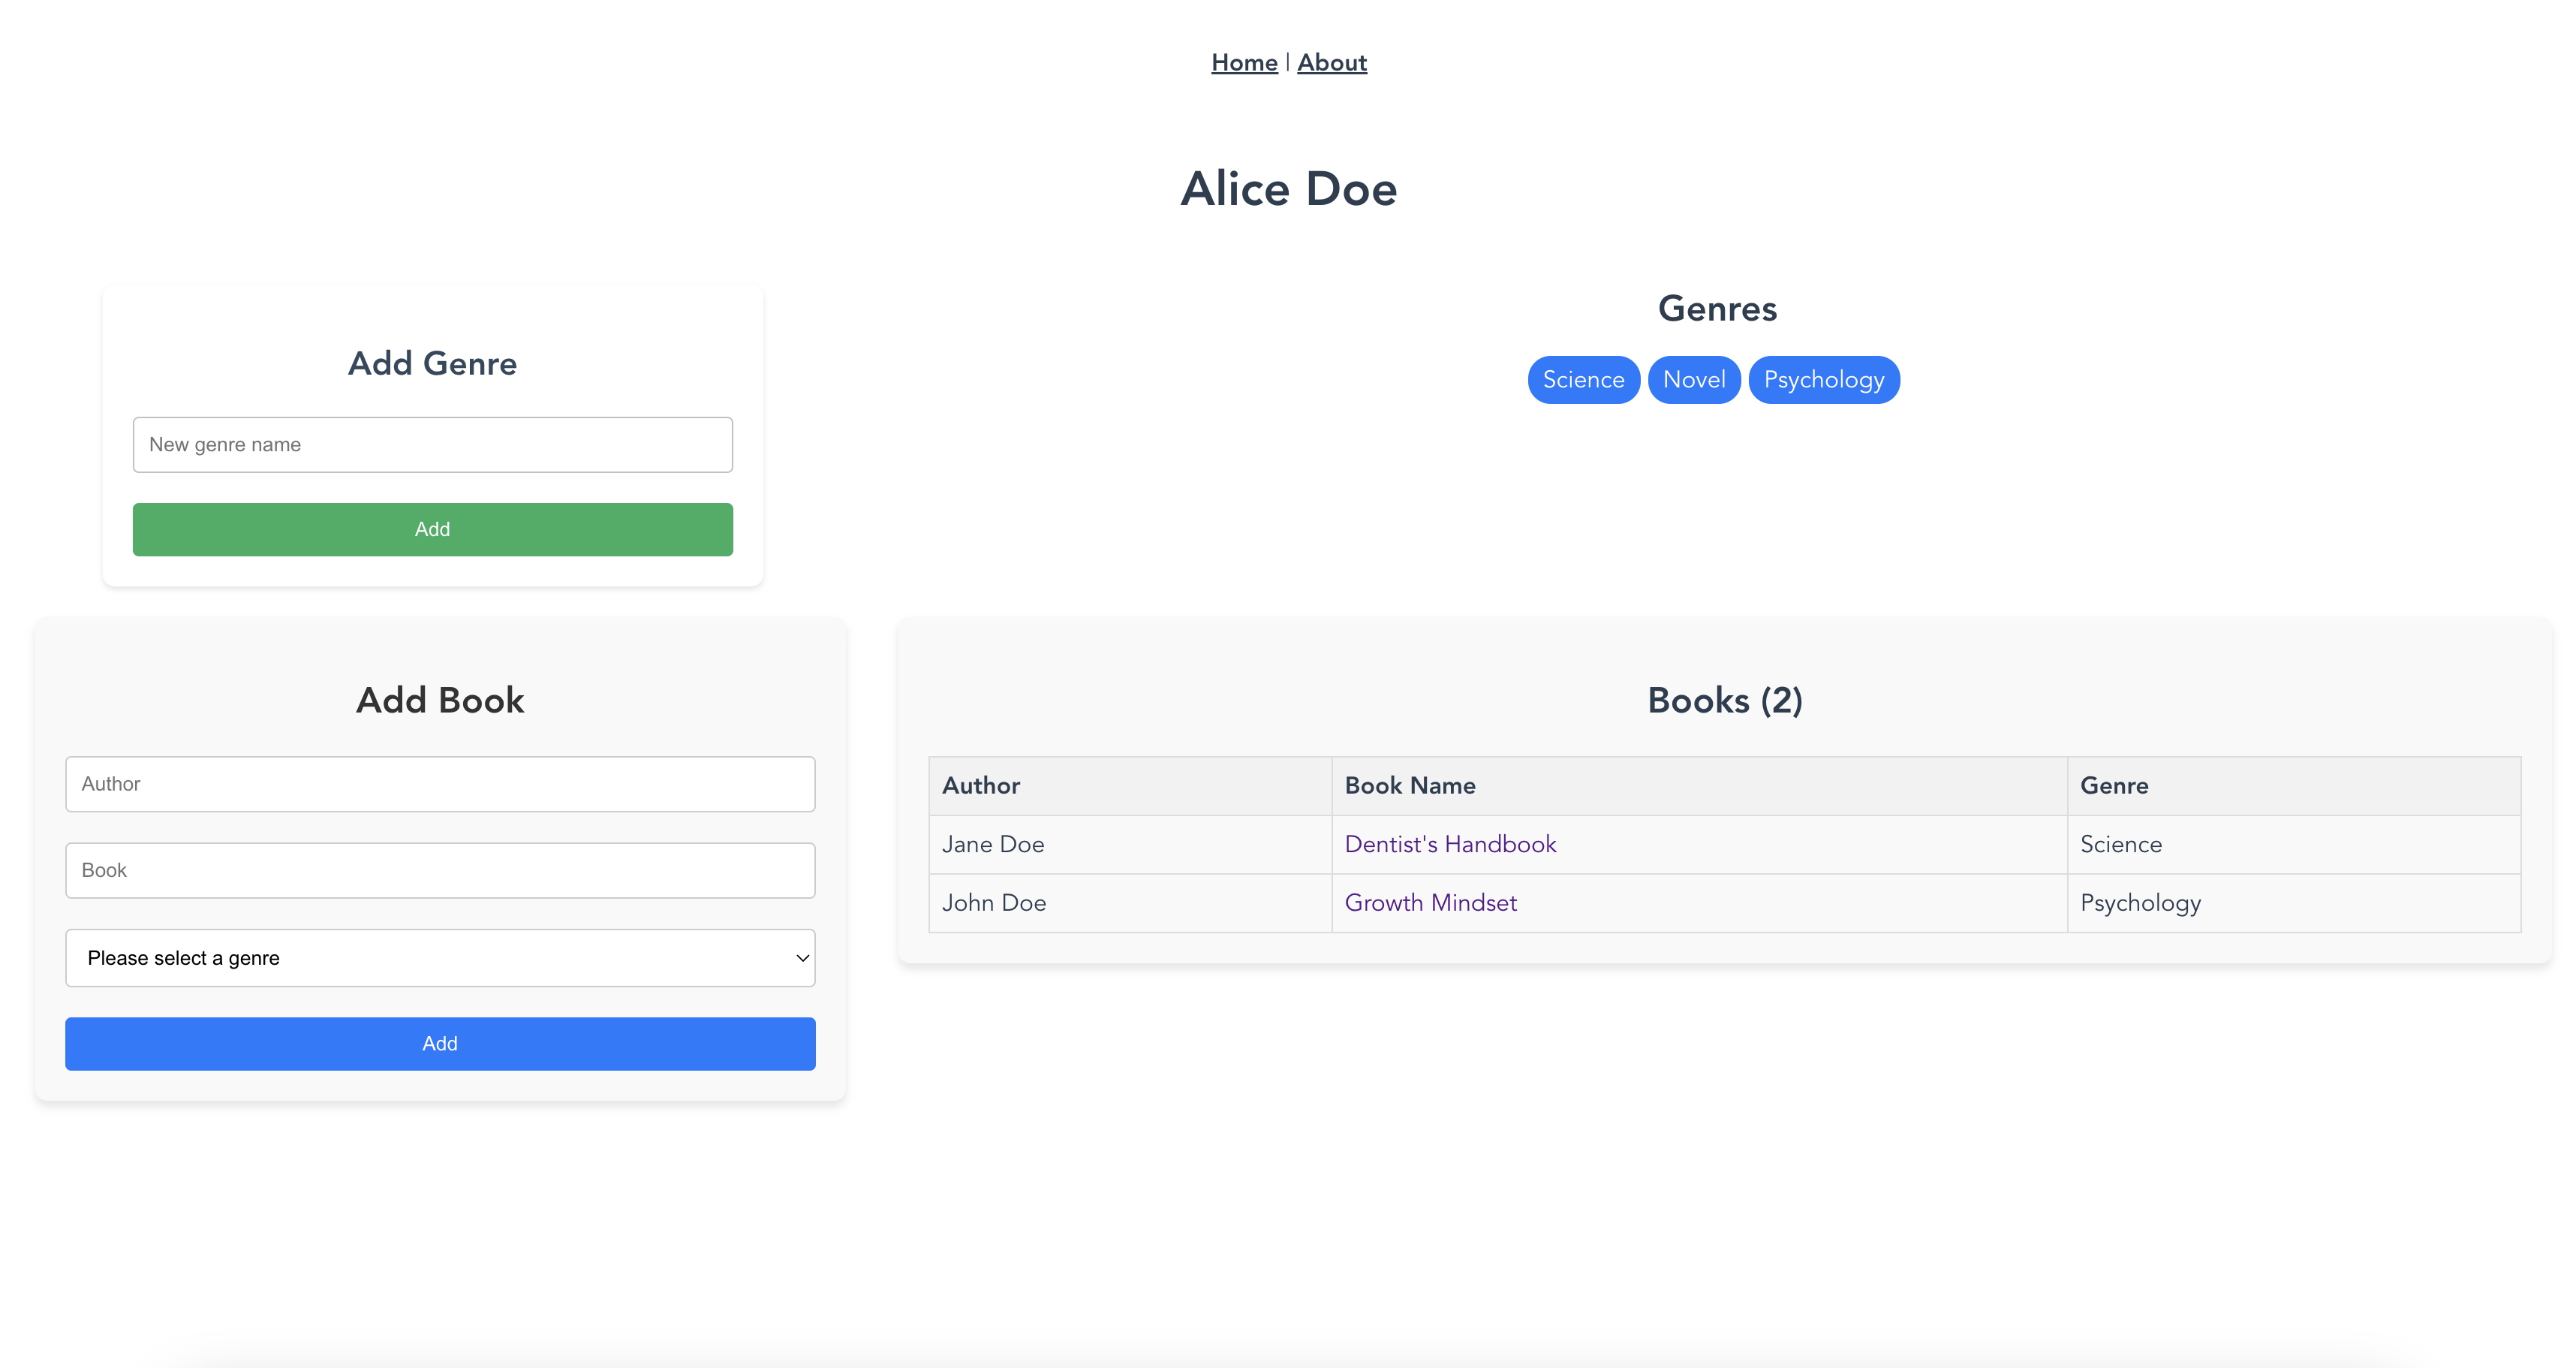 Home | About
Alice Doe
Add Genre
New genre name
Add
Genres
Science Novel Psychology
Add Book
Author
Book
Please select a genre
Add
Books (2)
Author Book Name Genre
Jane Doe Dentist's Handbook Science
John Doe Growth Mindset Psychology